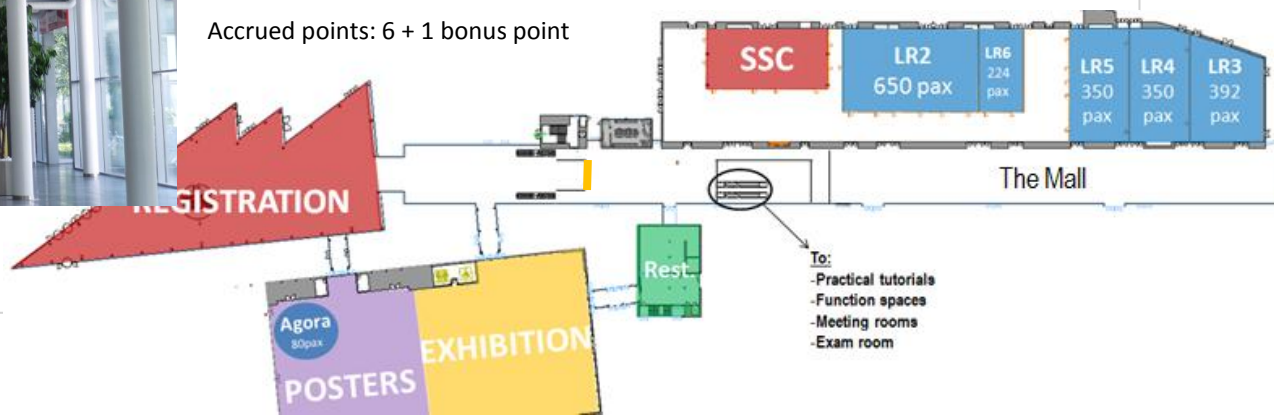 Accrued points: 6 + 1 bonus point
SSC
LR2
650 pax
LR6
224
pax
LR5
350
pax
LR4
350
pax
LR3
392
pax
The Mall
REGISTRATION
Rest.
To:
-Practical tutorials
-Function spaces
-Meeting rooms
-Exam room
Agora
80pax
POSTERS
EXHIBITION